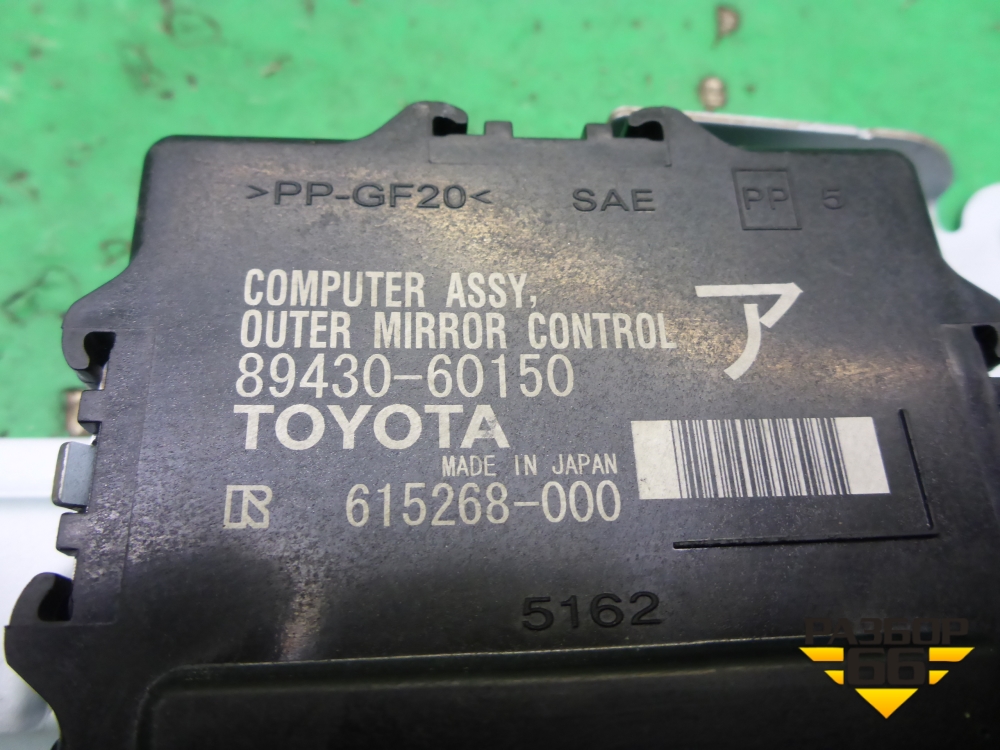 >PP-GF20< SAE PP 5
COMPUTER ASSY,
OUTER MIRROR CONTROL
ア
89430-60150
TOYOTA
MADE IN JAPAN
R 615268-000
5162
РАЗБОР
66